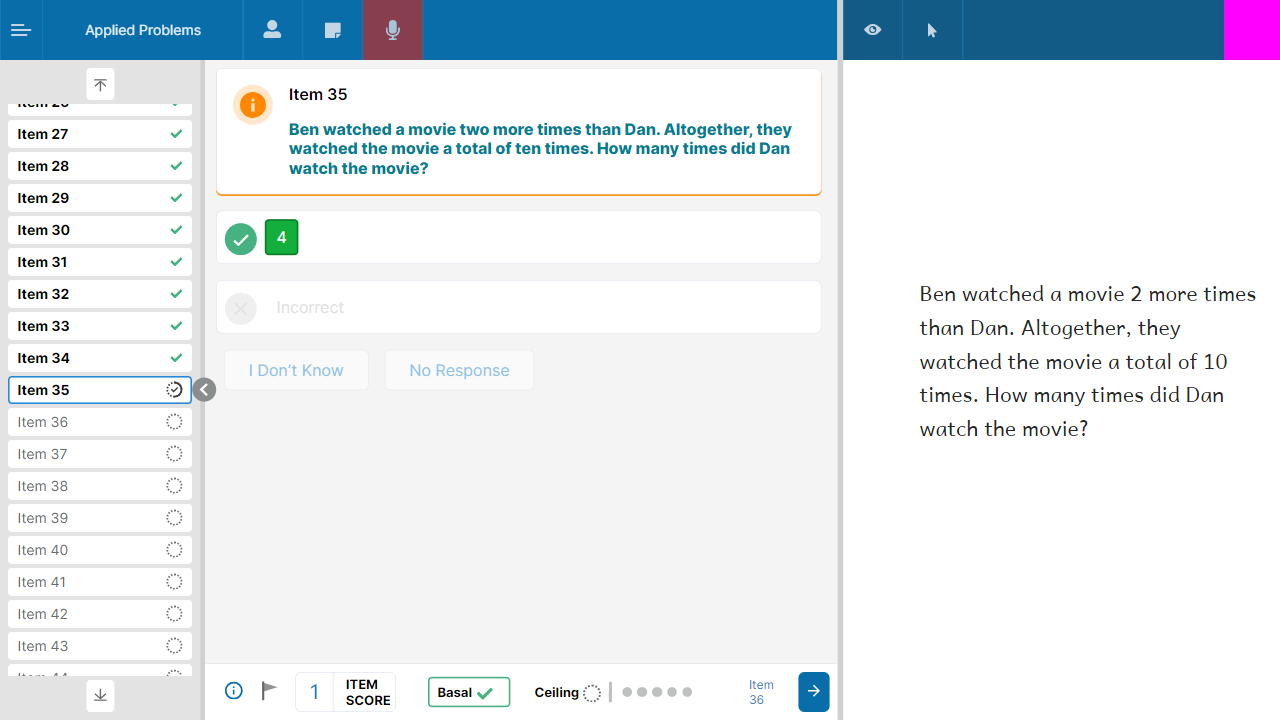 Applied Problems
Item 26
Item 27
Item 28
Item 29
Item 30
Item 31
Item 32
Item 33
Item 34
Item 35
Item 36
Item 37
Item 38
Item 39
Item 40
Item 41
Item 42
Item 43
Item 44
Item 35
Ben watched a movie two more times than Dan. Altogether, they
watched the movie a total of ten times. How many times did Dan
watch the movie?
4
Incorrect
I Don't Know
No Response
1
ITEM
SCORE
Basal
Ceiling
Item
36
Ben watched a movie 2 more times
than Dan. Altogether, they
watched the movie a total of 10
times. How many times did Dan
watch the movie?